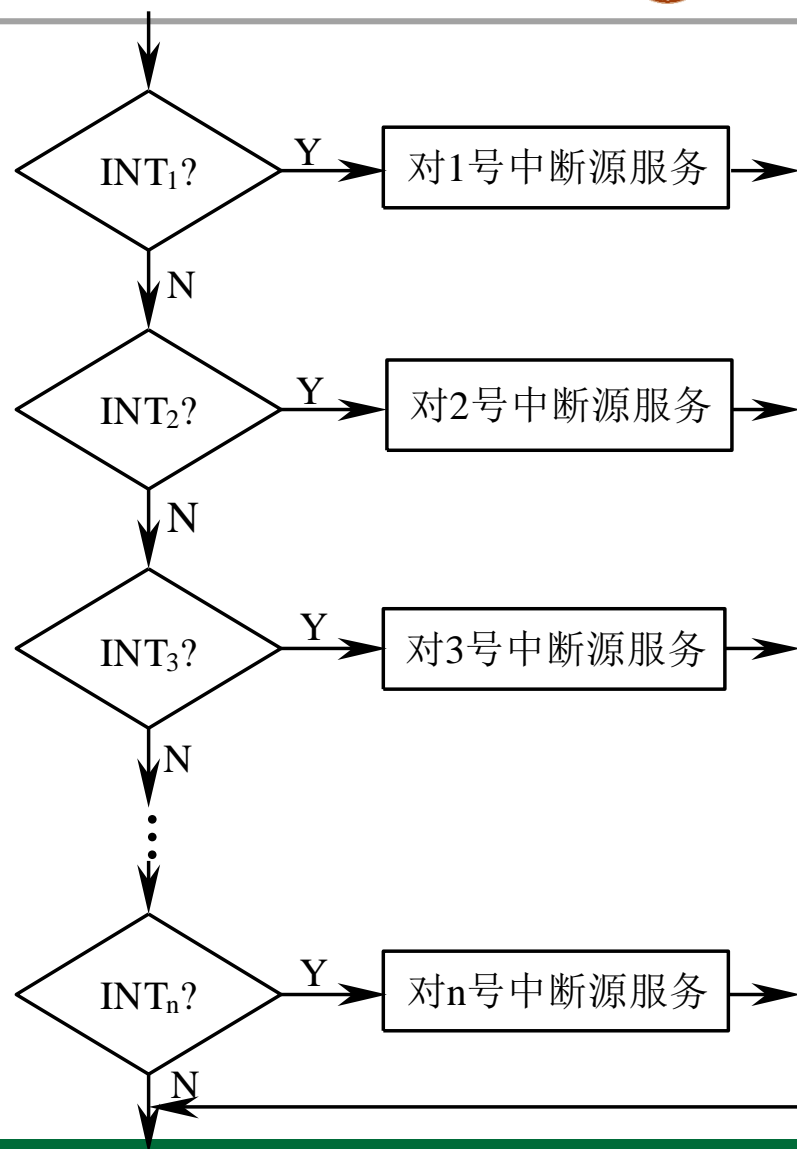 INT₁?
Y
对1号中断源服务
N
INT₂?
Y
对2号中断源服务
N
INT₃?
Y
对3号中断源服务
N
⋮
INTₙ?
Y
对n号中断源服务
N